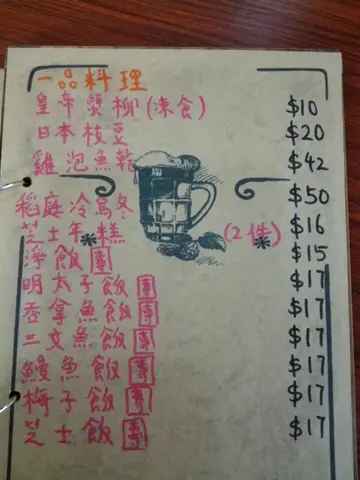 一品料理
皇帝蟹柳(凍食) $10
日本枝豆 $20
雞泡魚乾 $42
稻庭冷烏冬 $50
芝士年糕 (2件) $16
淨飯團 $15
明太子飯團 $17
吞拿魚飯團 $17
三文魚飯團 $17
鰻魚飯團 $17
梅子飯團 $17
芝士飯團 $17